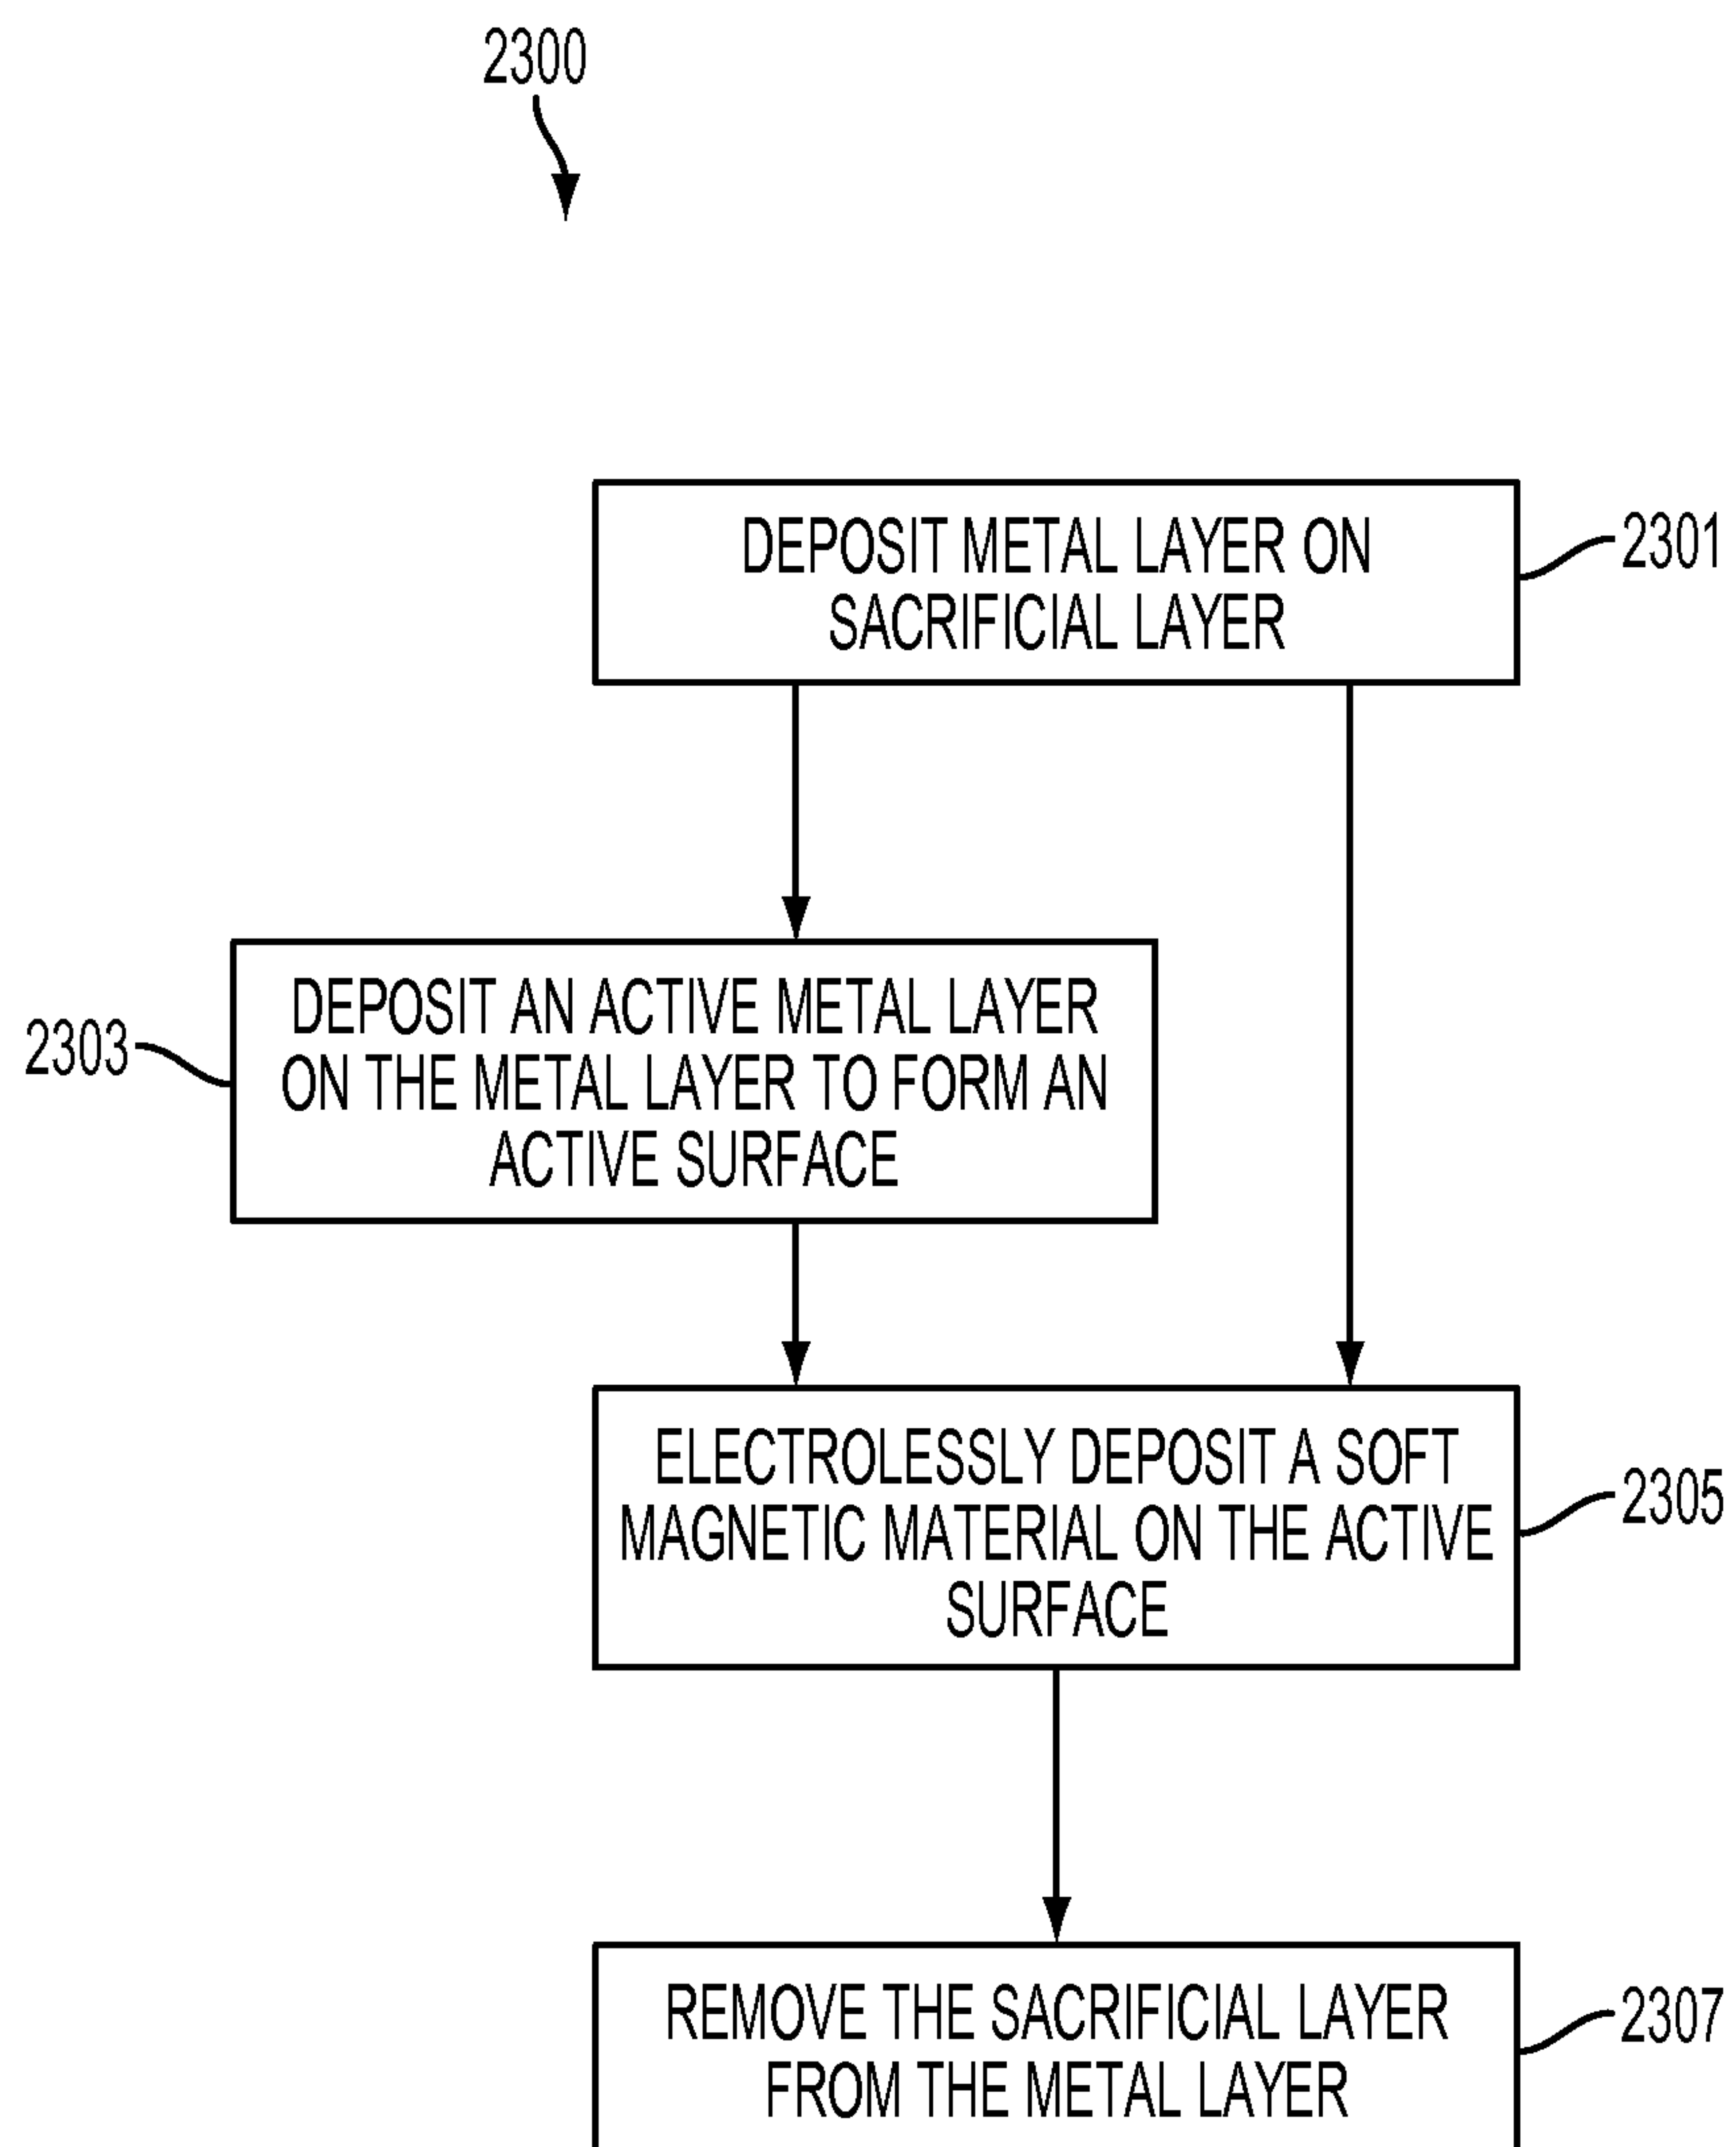 2300
DEPOSIT METAL LAYER ON
SACRIFICIAL LAYER
2301
DEPOSIT AN ACTIVE METAL LAYER
ON THE METAL LAYER TO FORM AN
ACTIVE SURFACE
2303
ELECTROLESSLY DEPOSIT A SOFT
MAGNETIC MATERIAL ON THE ACTIVE
SURFACE
2305
REMOVE THE SACRIFICIAL LAYER
FROM THE METAL LAYER
2307